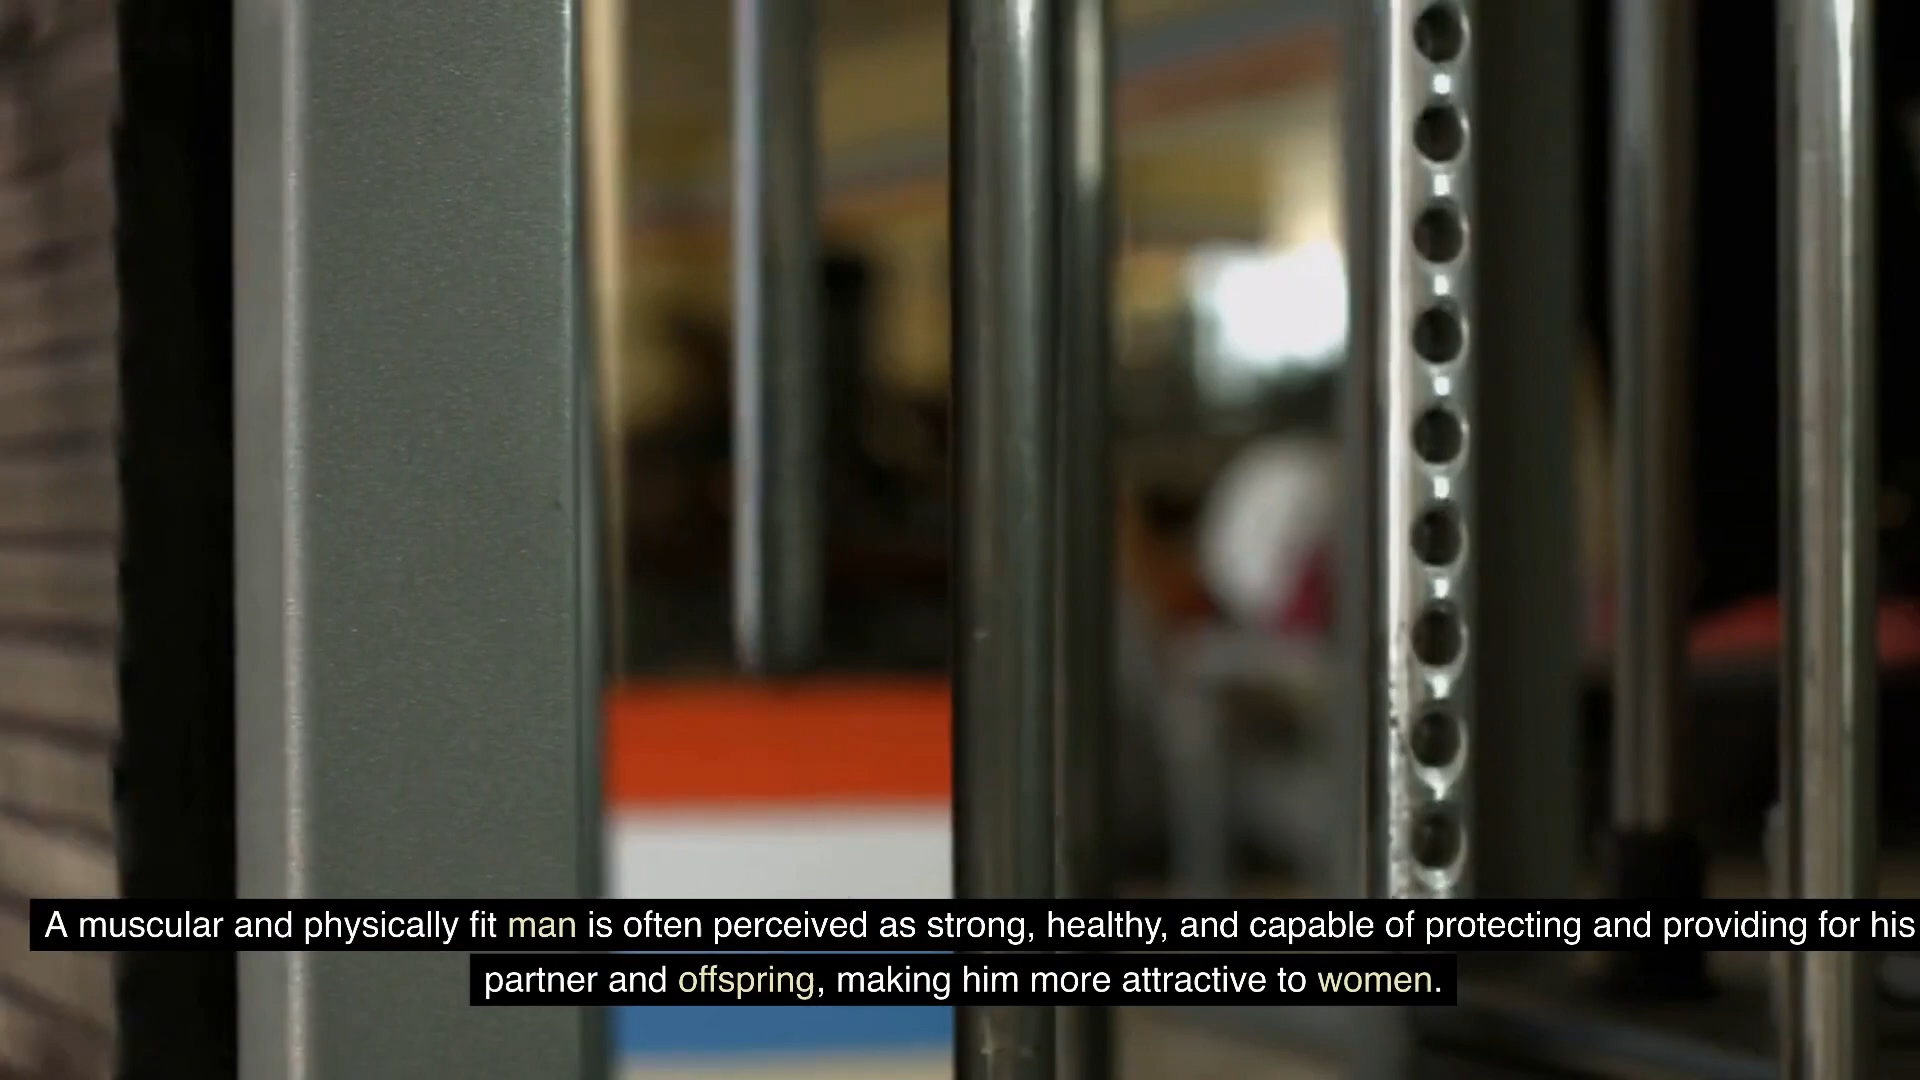 A muscular and physically fit man is often perceived as strong, healthy, and capable of protecting and providing for his
partner and offspring, making him more attractive to women.